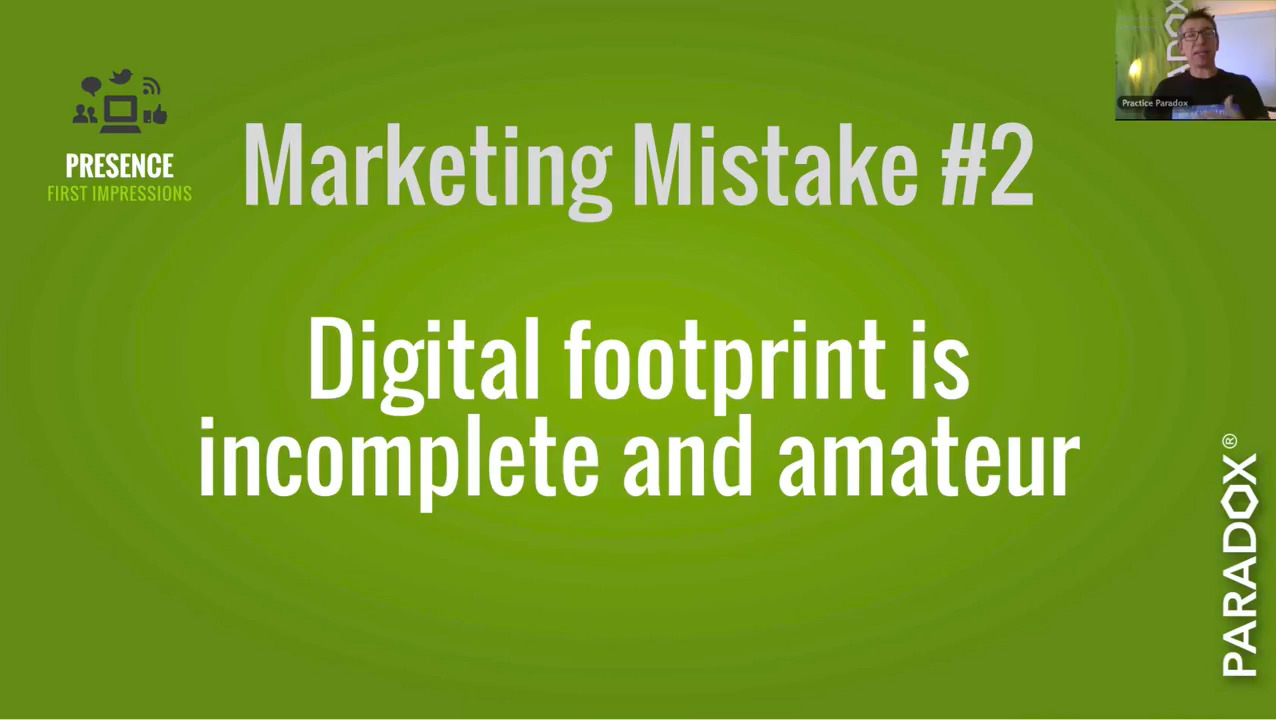 PRESENCE
FIRST IMPRESSIONS
Marketing Mistake #2
Digital footprint is
incomplete and amateur
Practice Paradox
PARADOX®